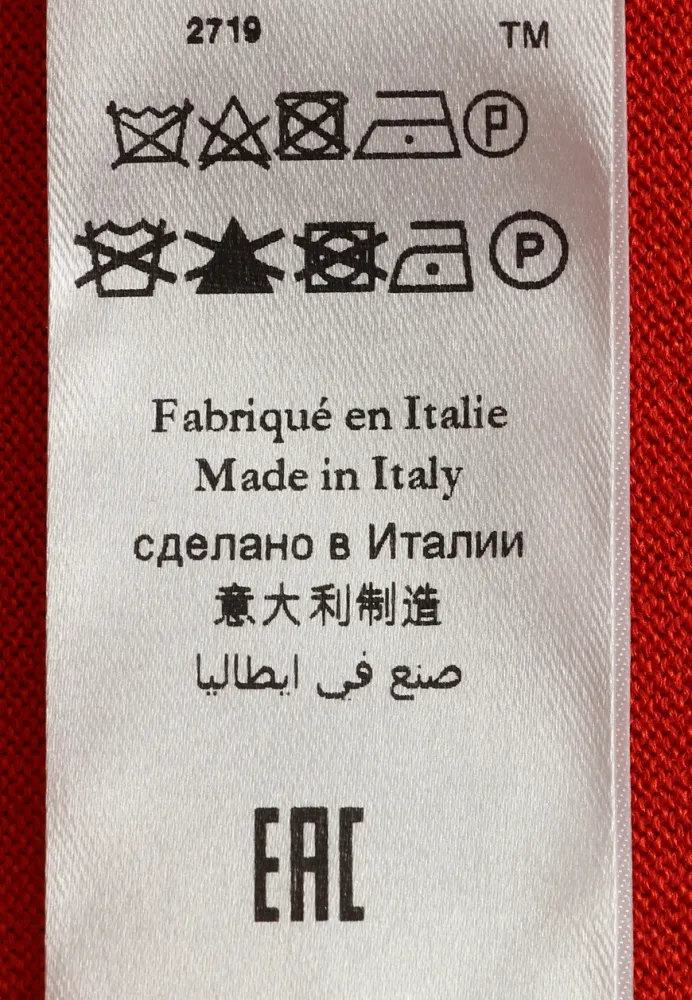 2719 TM
P
P
Fabriqué en Italie
Made in Italy
сделано в Италии
意大利制造
صنع في ايطاليا
EAC